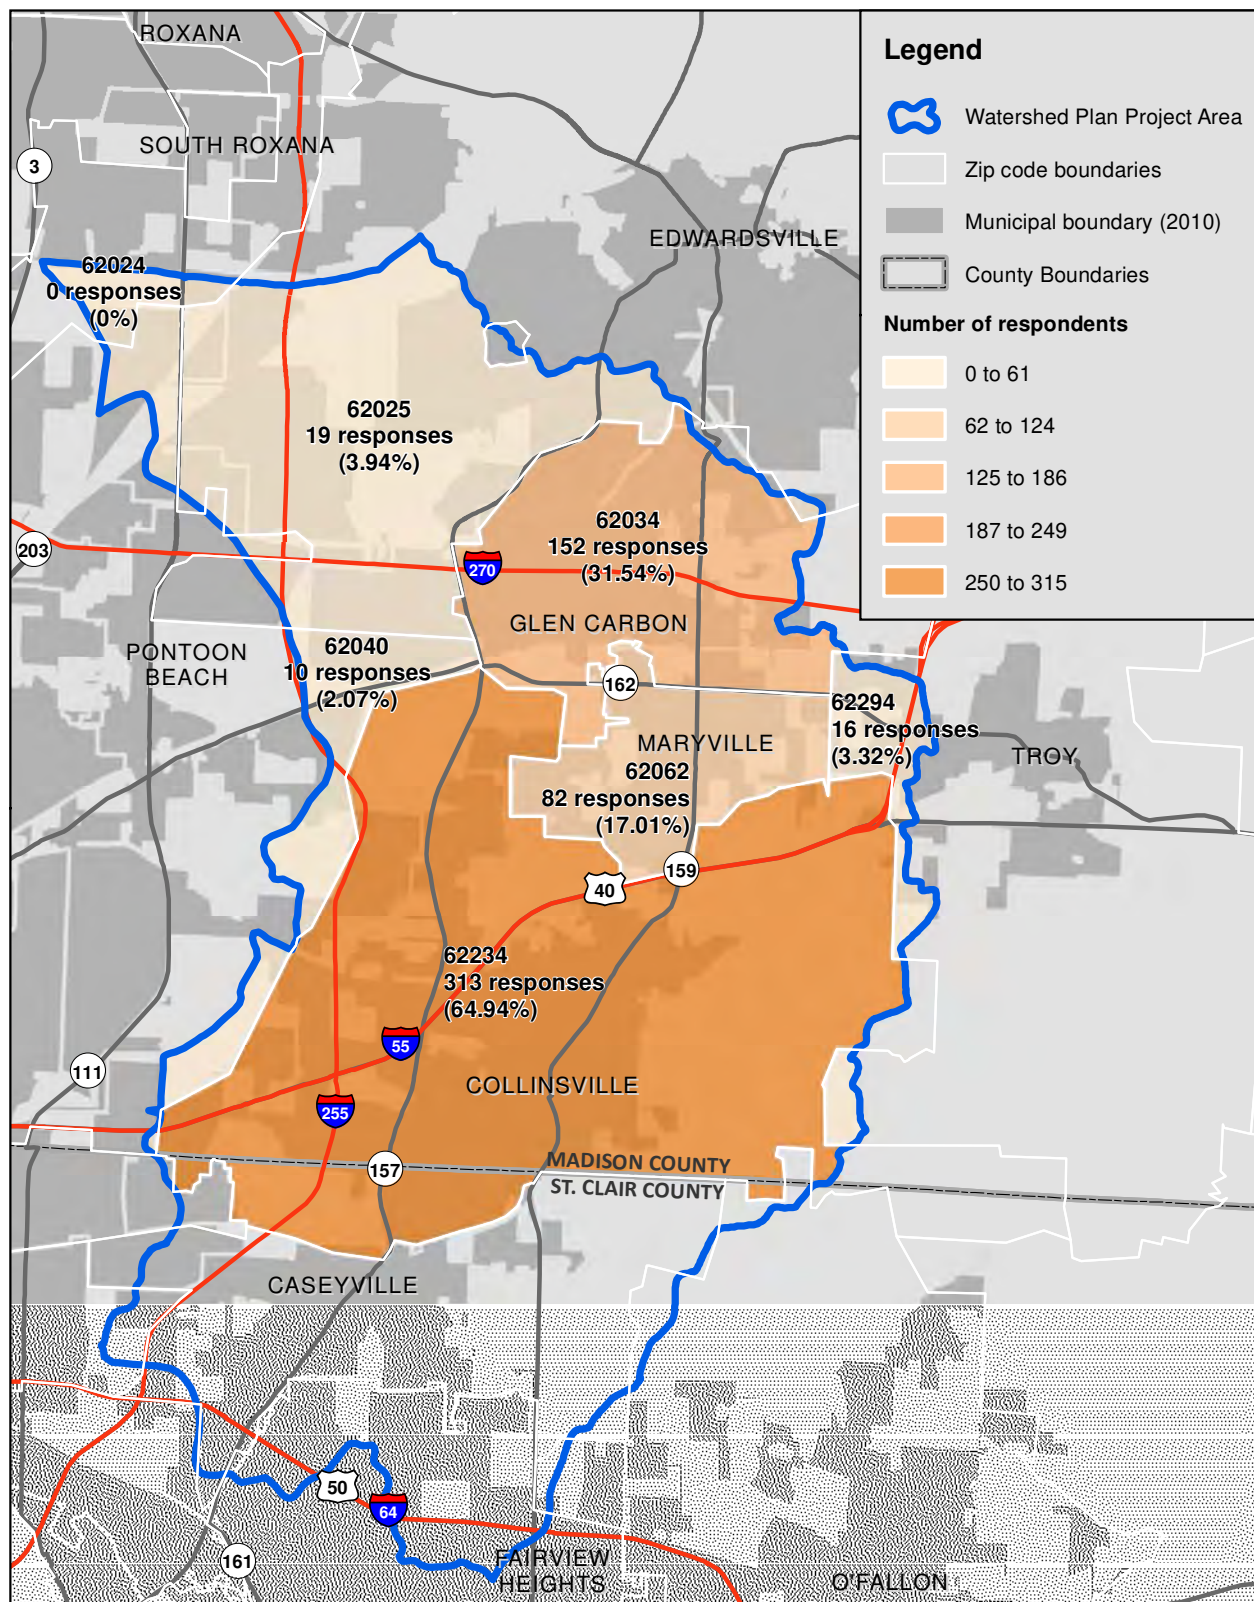 ROXANA
SOUTH ROXANA
3
EDWARDSVILLE
62024
0 responses
(0%)
62025
19 responses
(3.94%)
62034
152 responses
(31.54%)
203
270
GLEN CARBON
PONTOON
BEACH
62040
10 responses
(2.07%)
162
62294
16 responses
(3.32%)
MARYVILLE
62062
82 responses
(17.01%)
TROY
159
40
62234
313 responses
(64.94%)
55
111
255
COLLINSVILLE
157
MADISON COUNTY
ST. CLAIR COUNTY
CASEYVILLE
50
64
161
FAIRVIEW
HEIGHTS
O'FALLON
Legend
Watershed Plan Project Area
Zip code boundaries
Municipal boundary (2010)
County Boundaries
Number of respondents
0 to 61
62 to 124
125 to 186
187 to 249
250 to 315